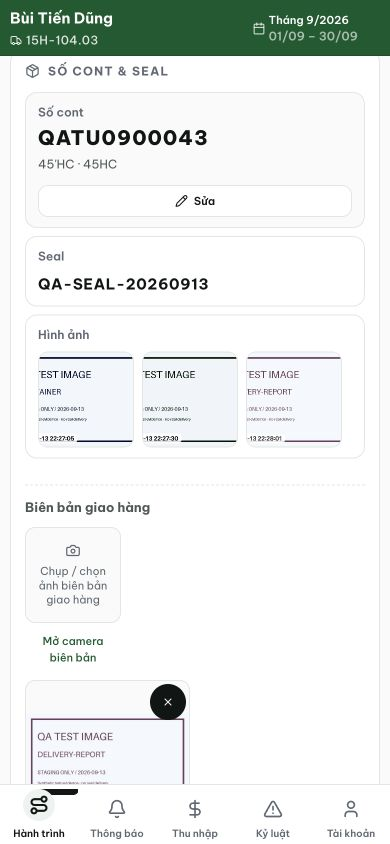 Bùi Tiến Dũng
15H-104.03
Tháng 9/2026
01/09 – 30/09
SỐ CONT & SEAL
Số cont
QATU0900043
45'HC · 45HC
Sửa
Seal
QA-SEAL-20260913
Hình ảnh
TEST IMAGE
AINER
ONLY / 2026-09-13
-13 22:27:05
TEST IMAGE
ONLY / 2026-09-13
-13 22:27:30
TEST IMAGE
ERY-REPORT
ONLY / 2026-09-13
-13 22:28:01
Biên bản giao hàng
Chụp / chọn
ảnh biên bản
giao hàng
Mở camera
biên bản
QA TEST IMAGE
DELIVERY-REPORT
STAGING ONLY / 2026-09-13
Hành trình
Thông báo
Thu nhập
Kỷ luật
Tài khoản